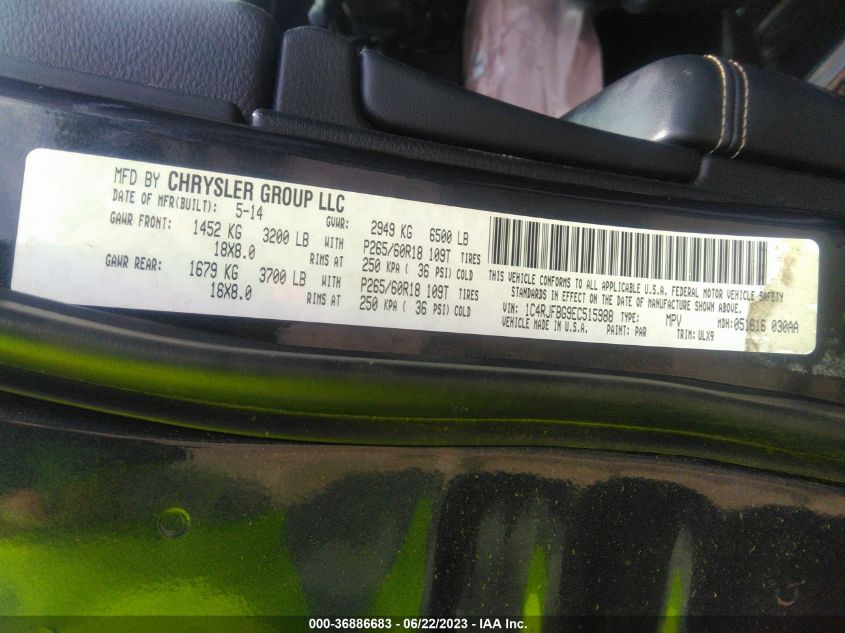 MFD BY CHRYSLER GROUP LLC
DATE OF MFR(BUILT): 5-14 GVWR: 2949 KG 6500 LB
GAWR FRONT: 1452 KG 3200 LB WITH P265/60R18 109T TIRES
18X8.0 RIMS AT 250 KPA ( 36 PSI) COLD
GAWR REAR: 1679 KG 3700 LB WITH P265/60R18 109T TIRES
18X8.0 RIMS AT 250 KPA ( 36 PSI) COLD
THIS VEHICLE CONFORMS TO ALL APPLICABLE U.S.A. FEDERAL MOTOR VEHICLE SAFETY
STANDARDS IN EFFECT ON THE DATE OF MANUFACTURE SHOWN ABOVE.
VIN: 1C4RJFBG9EC515988 TYPE: MPV MDH: 051616 030AA
VEHICLE MADE IN U.S.A. PAINT: PAR TRIM: ULX9
000-36886683 / 06/22/2023 - IAA Inc.